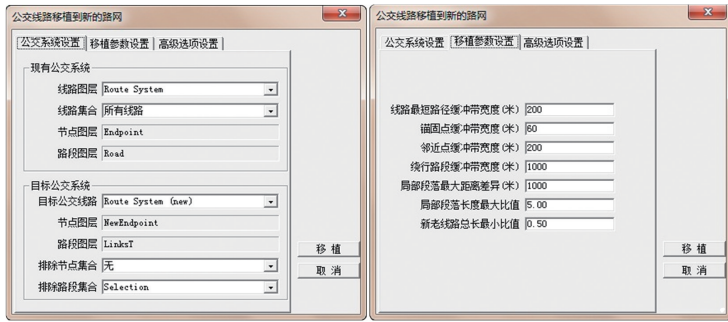 公交线路移植到新的路网
公交系统设置 移植参数设置 高级选项设置
现有公交系统
线路图层 Route System
线路集合 所有线路
节点图层 Endpoint
路段图层 Road
目标公交系统
目标公交线路 Route System (new)
节点图层 NewEndpoint
路段图层 LinksT
排除节点集合 无
排除路段集合 Selection
移植
取消
公交线路移植到新的路网
公交系统设置 移植参数设置 高级选项设置
线路最短路径缓冲带宽度(米) 200
锚固点缓冲带宽度(米) 60
邻近点缓冲带宽度(米) 200
绕行路段缓冲带宽度(米) 1000
局部段落最大距离差异(米) 1000
局部段落长度最大比值 5.00
新老线路总长最小比值 0.50
移植
取消